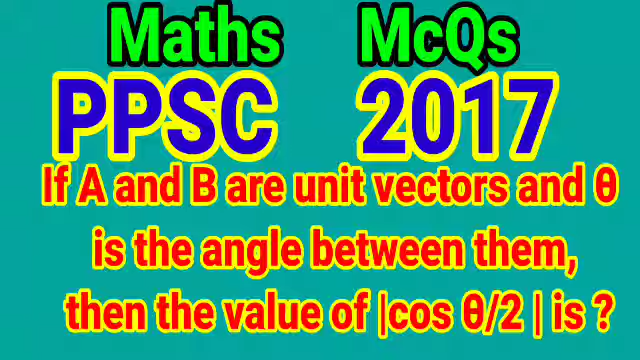 Maths McQs
PPSC 2017
If A and B are unit vectors and θ
is the angle between them,
then the value of |cos θ/2 | is ?